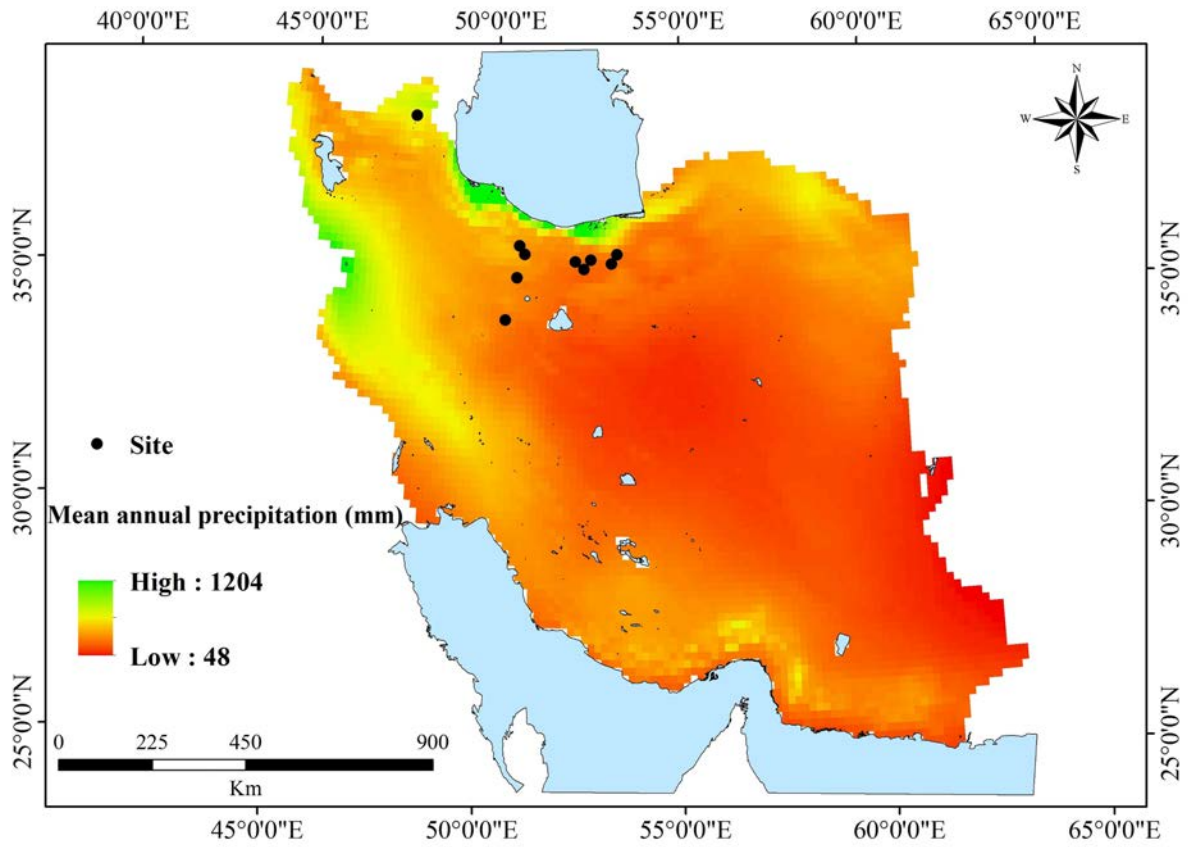 40°0'0"E 45°0'0"E 50°0'0"E 55°0'0"E 60°0'0"E 65°0'0"E
N
W E
S
35°0'0"N 35°0'0"N
Site
30°0'0"N 30°0'0"N
Mean annual precipitation (mm)
High : 1204
Low : 48
25°0'0"N 25°0'0"N
0 225 450 900
Km
45°0'0"E 50°0'0"E 55°0'0"E 60°0'0"E 65°0'0"E